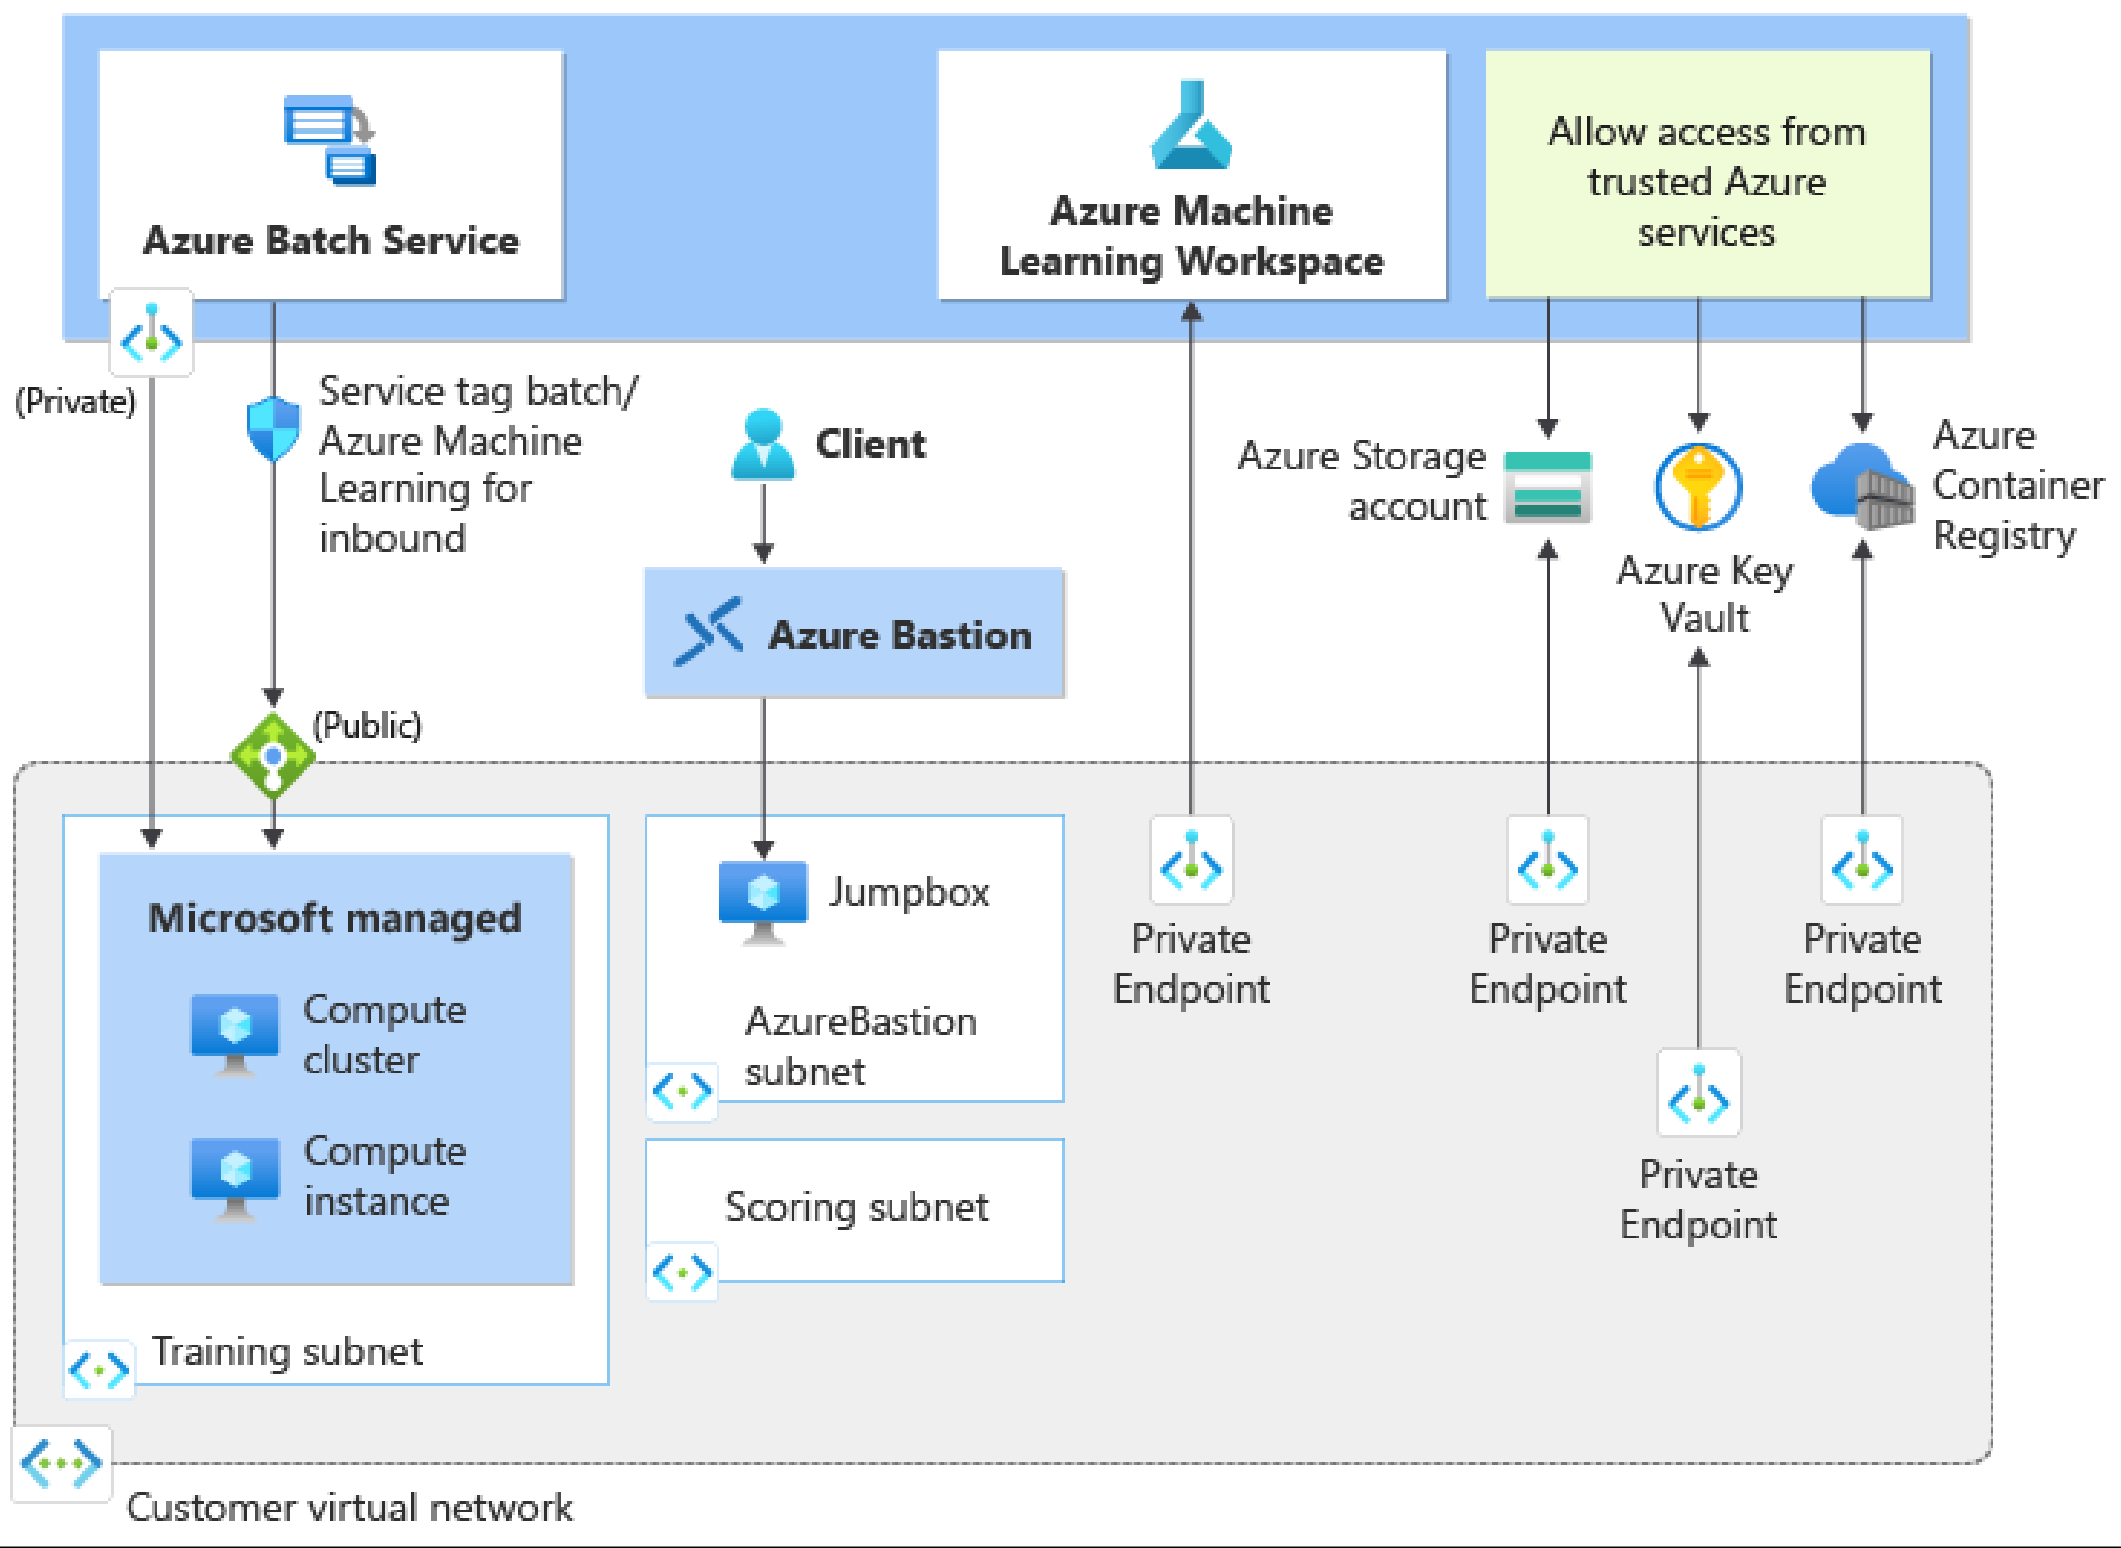 Azure Batch Service
Azure Machine
Learning Workspace
Allow access from
trusted Azure
services
(Private)
Service tag batch/
Azure Machine
Learning for
inbound
Client
Azure Storage
account
Azure Key
Vault
Azure
Container
Registry
Azure Bastion
(Public)
Microsoft managed
Compute
cluster
Compute
instance
Training subnet
Jumpbox
AzureBastion
subnet
Scoring subnet
Private
Endpoint
Private
Endpoint
Private
Endpoint
Private
Endpoint
Customer virtual network